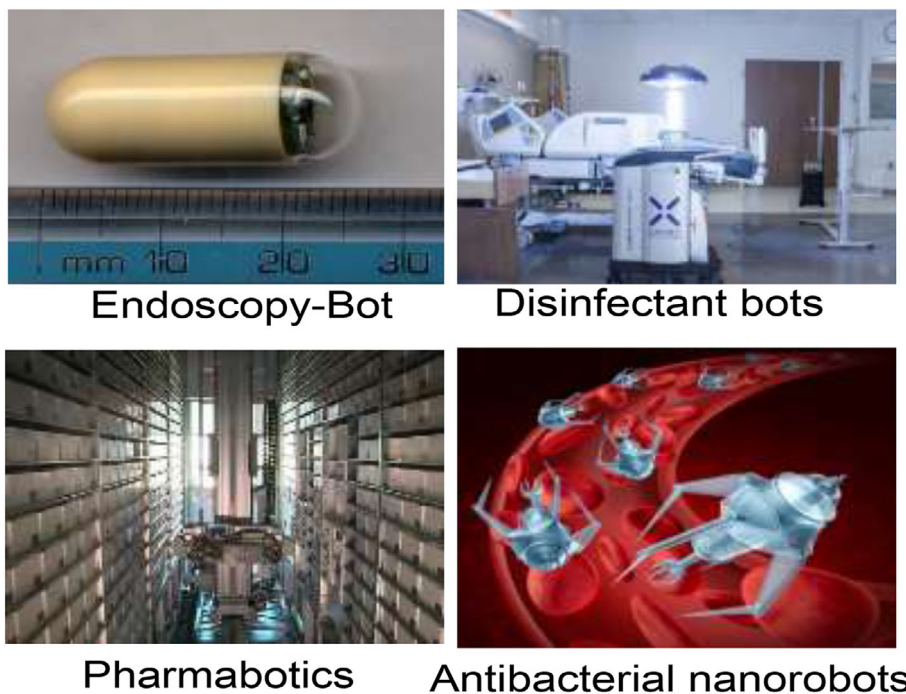 mm 10 20 30
Endoscopy-Bot
Disinfectant bots
Pharmabotics
Antibacterial nanorobots